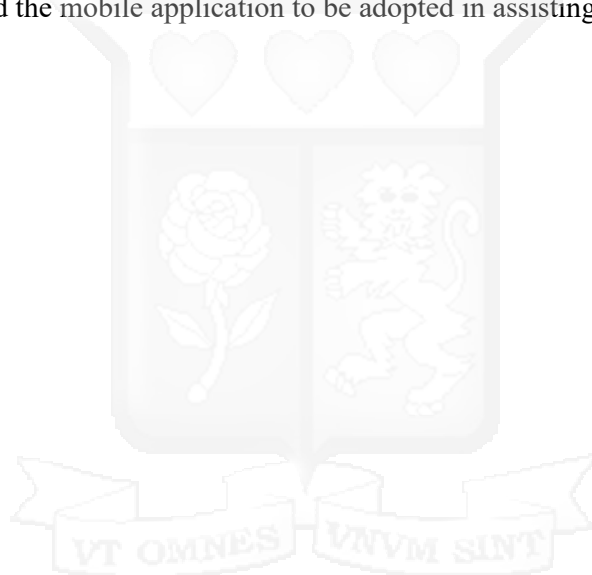 d the mobile application to be adopted in assisting
VT OMNES VNVM SINT